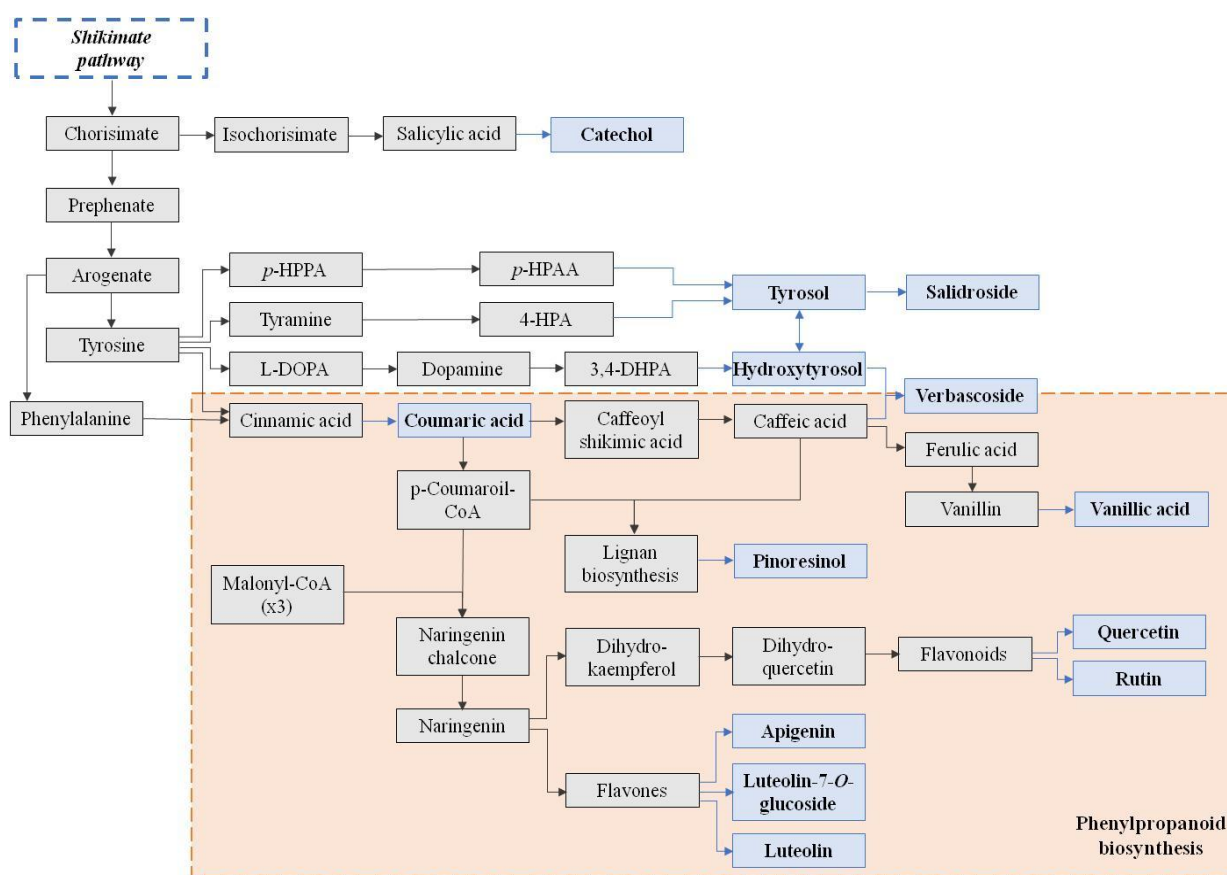 Shikimate
pathway
Chorisimate
Isochorisimate
Salicylic acid
Catechol
Prephenate
Arogenate
p-HPPA
p-HPAA
Tyrosol
Salidroside
Tyramine
4-HPA
Tyrosine
L-DOPA
Dopamine
3,4-DHPA
Hydroxytyrosol
Verbascoside
Phenylalanine
Cinnamic acid
Coumaric acid
Caffeoyl
shikimic acid
Caffeic acid
Ferulic acid
p-Coumaroil-
CoA
Vanillin
Vanillic acid
Lignan
biosynthesis
Pinoresinol
Malonyl-CoA
(x3)
Naringenin
chalcone
Dihydro-
kaempferol
Dihydro-
quercetin
Flavonoids
Quercetin
Rutin
Naringenin
Apigenin
Flavones
Luteolin-7-O-
glucoside
Luteolin
Phenylpropanoid
biosynthesis